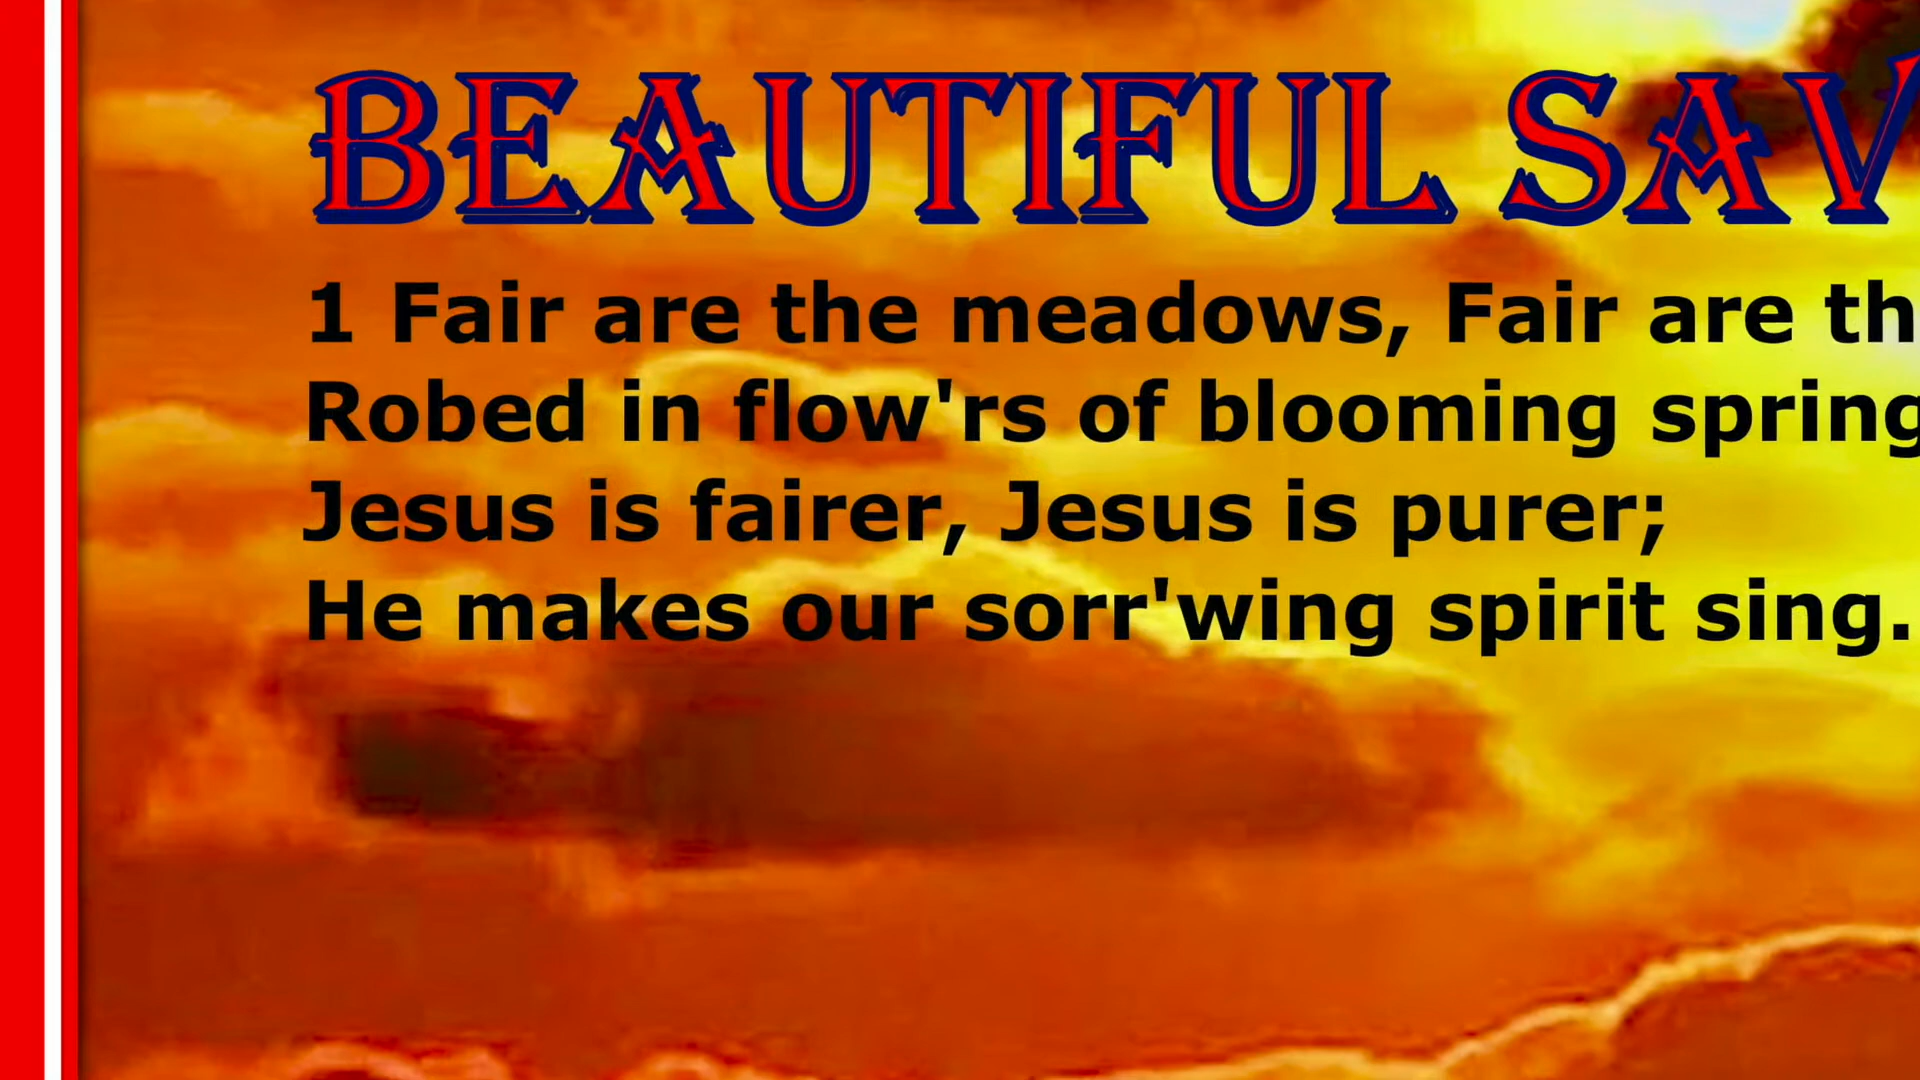 BEAUTIFUL SAV
1 Fair are the meadows, Fair are th
Robed in flow'rs of blooming spring
Jesus is fairer, Jesus is purer;
He makes our sorr'wing spirit sing.